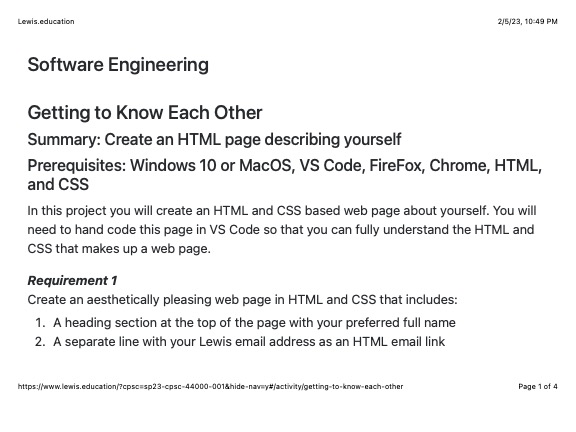 Lewis.education 2/5/23, 10:49 PM
Software Engineering
Getting to Know Each Other
Summary: Create an HTML page describing yourself
Prerequisites: Windows 10 or MacOS, VS Code, FireFox, Chrome, HTML,
and CSS
In this project you will create an HTML and CSS based web page about yourself. You will
need to hand code this page in VS Code so that you can fully understand the HTML and
CSS that makes up a web page.
Requirement 1
Create an aesthetically pleasing web page in HTML and CSS that includes:
1. A heading section at the top of the page with your preferred full name
2. A separate line with your Lewis email address as an HTML email link
https://www.lewis.education/?cpsc=sp23-cpsc-44000-001&hide-nav=y#/activity/getting-to-know-each-other Page 1 of 4